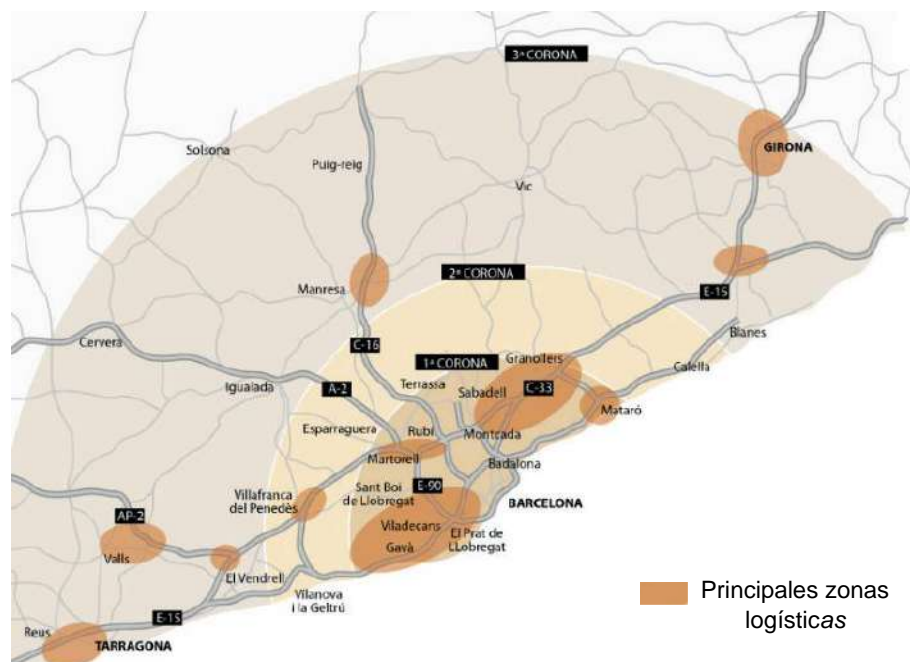 3ª CORONA
GIRONA
Solsona
Puig-reig
Vic
2ª CORONA
Manresa
E-15
Blanes
Cervera
C-16
1ª CORONA
Granollers
Calella
Igualada
A-2
Terrassa
Sabadell
C-33
Mataró
Esparraguera
Rubí
Montcada
Martorell
Badalona
Sant Boi
de Llobregat
E-90
Villafranca
del Penedès
BARCELONA
AP-2
Viladecans
El Prat de
LLobregat
Gavà
Valls
El Vendrell
Vilanova
i la Geltrú
Principales zonas
logísticas
E-15
Reus
TARRAGONA